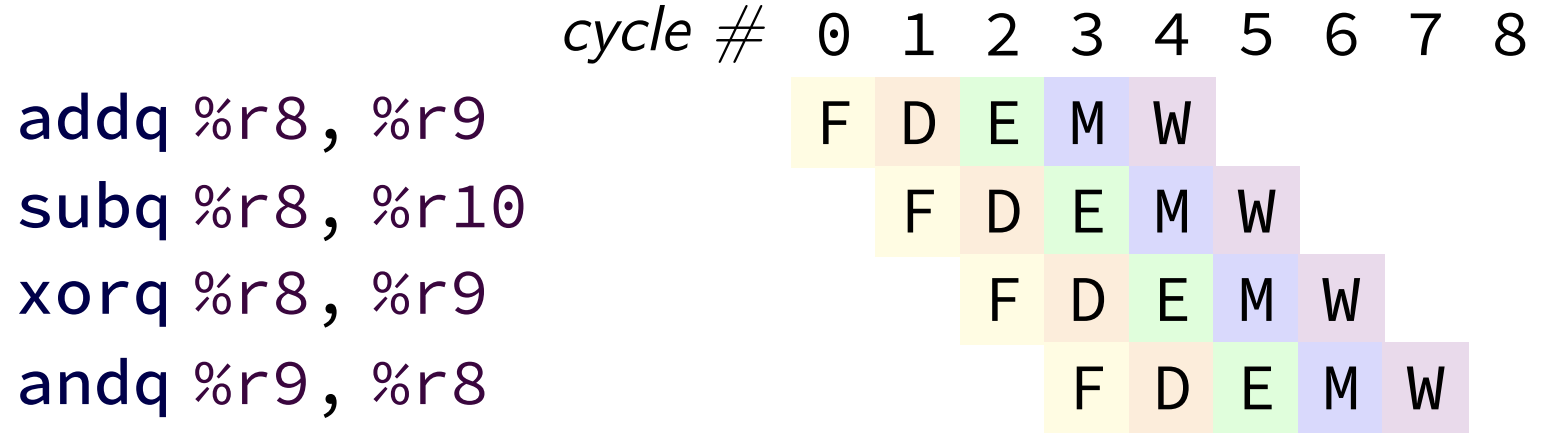 cycle # 0 1 2 3 4 5 6 7 8
addq %r8, %r9 F D E M W
subq %r8, %r10 F D E M W
xorq %r8, %r9 F D E M W
andq %r9, %r8 F D E M W